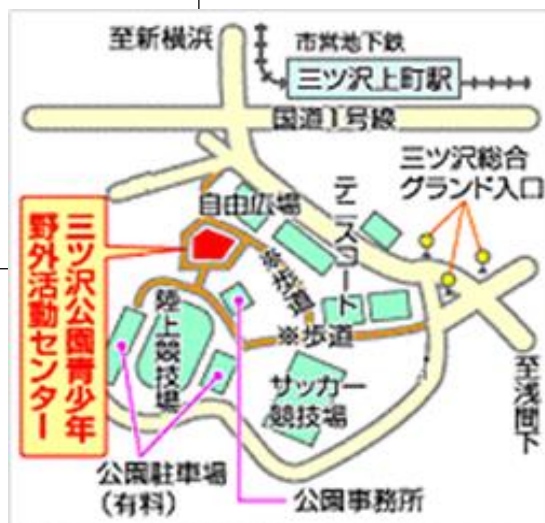 至新横浜
市営地下鉄
三ツ沢上町駅
国道1号線
三ツ沢総合
グランド入口
自由広場
テニスコート
三ツ沢公園青少年
野外活動センター
※歩道
陸上競技場
※歩道
サッカー
競技場
至浅間下
公園駐車場
(有料)
公園事務所